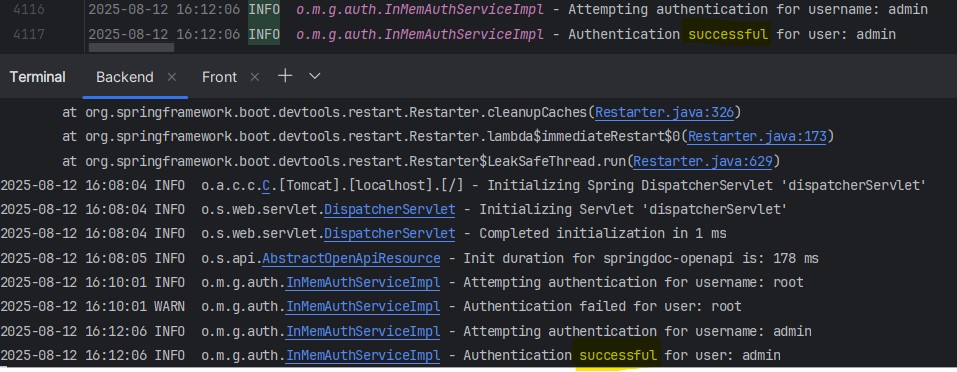 4116 2025-08-12 16:12:06 INFO o.m.g.auth.InMemAuthServiceImpl - Attempting authentication for username: admin
4117 2025-08-12 16:12:06 INFO o.m.g.auth.InMemAuthServiceImpl - Authentication successful for user: admin
Terminal Backend × Front × + ∨
at org.springframework.boot.devtools.restart.Restarter.cleanupCaches(Restarter.java:326)
at org.springframework.boot.devtools.restart.Restarter.lambda$immediateRestart$0(Restarter.java:173)
at org.springframework.boot.devtools.restart.Restarter$LeakSafeThread.run(Restarter.java:629)
2025-08-12 16:08:04 INFO o.a.c.c.C.[Tomcat].[localhost].[/] - Initializing Spring DispatcherServlet 'dispatcherServlet'
2025-08-12 16:08:04 INFO o.s.web.servlet.DispatcherServlet - Initializing Servlet 'dispatcherServlet'
2025-08-12 16:08:04 INFO o.s.web.servlet.DispatcherServlet - Completed initialization in 1 ms
2025-08-12 16:08:05 INFO o.s.api.AbstractOpenApiResource - Init duration for springdoc-openapi is: 178 ms
2025-08-12 16:10:01 INFO o.m.g.auth.InMemAuthServiceImpl - Attempting authentication for username: root
2025-08-12 16:10:01 WARN o.m.g.auth.InMemAuthServiceImpl - Authentication failed for user: root
2025-08-12 16:12:06 INFO o.m.g.auth.InMemAuthServiceImpl - Attempting authentication for username: admin
2025-08-12 16:12:06 INFO o.m.g.auth.InMemAuthServiceImpl - Authentication successful for user: admin